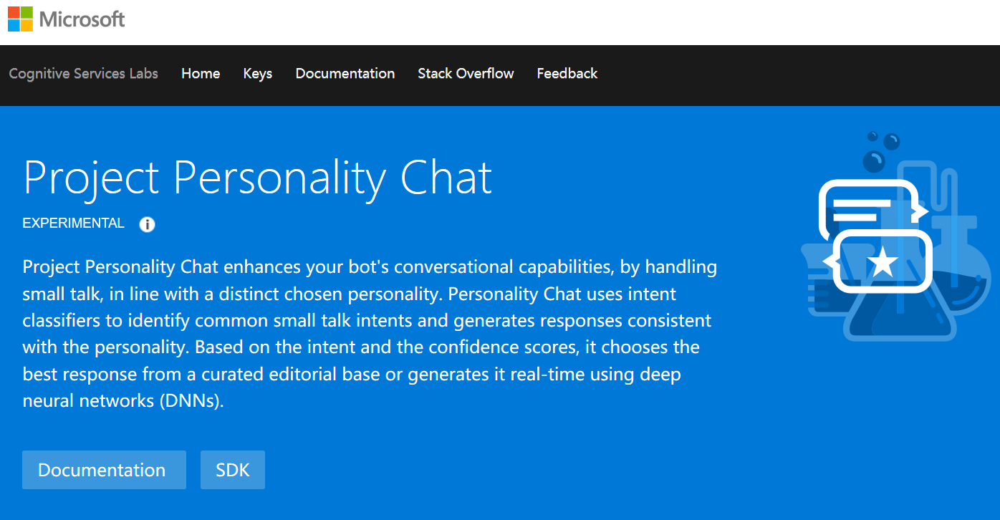 Microsoft
Cognitive Services Labs Home Keys Documentation Stack Overflow Feedback
Project Personality Chat
EXPERIMENTAL i
Project Personality Chat enhances your bot's conversational capabilities, by handling
small talk, in line with a distinct chosen personality. Personality Chat uses intent
classifiers to identify common small talk intents and generates responses consistent
with the personality. Based on the intent and the confidence scores, it chooses the
best response from a curated editorial base or generates it real-time using deep
neural networks (DNNs).
Documentation SDK